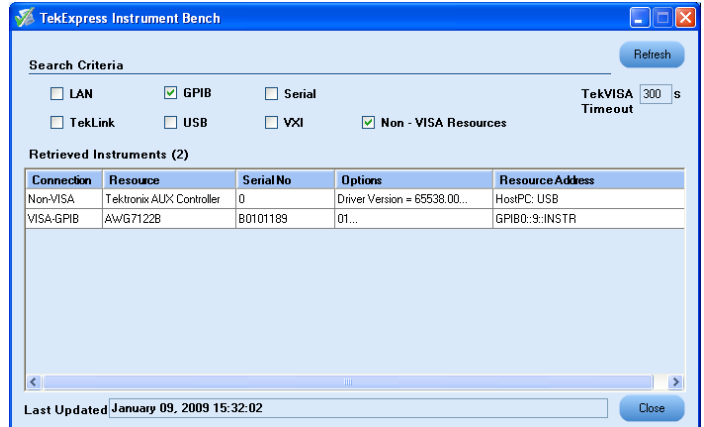 TekExpress Instrument Bench
Refresh
Search Criteria
LAN GPIB Serial TekVISA Timeout 300 s
TekLink USB VXI Non - VISA Resources
Retrieved Instruments (2)
Connection Resource Serial No Options Resource Address
Non-VISA Tektronix AUX Controller 0 Driver Version = 65538.00... HostPC: USB
VISA-GPIB AWG7122B B0101189 01... GPIB0::9::INSTR
Last Updated January 09, 2009 15:32:02 Close